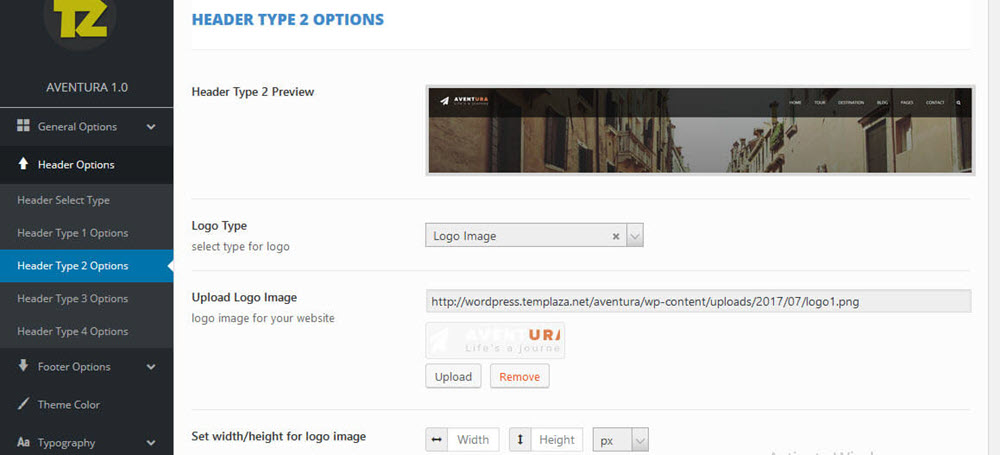 TZ
AVENTURA 1.0
General Options
Header Options
Header Select Type
Header Type 1 Options
Header Type 2 Options
Header Type 3 Options
Header Type 4 Options
Footer Options
Theme Color
Aa Typography
HEADER TYPE 2 OPTIONS
Header Type 2 Preview
AVENTURA
Life's a journey
HOME TOUR DESTINATION BLOG PAGES CONTACT
Logo Type
select type for logo
Logo Image
Upload Logo Image
logo image for your website
http://wordpress.templaza.net/aventura/wp-content/uploads/2017/07/logo1.png
AVENTURA
Life's a journe
Upload Remove
Set width/height for logo image
Width Height px